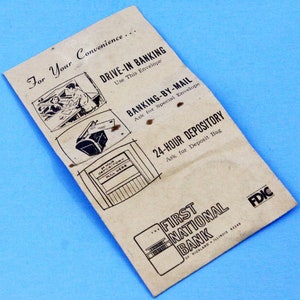 For Your Convenience...
DRIVE-IN BANKING
Use This Envelope
BANKING-BY-MAIL
Ask for Special Envelope
24-HOUR DEPOSITORY
Ask for Deposit Bag
FIRST
NATIONAL
BANK
FDIC